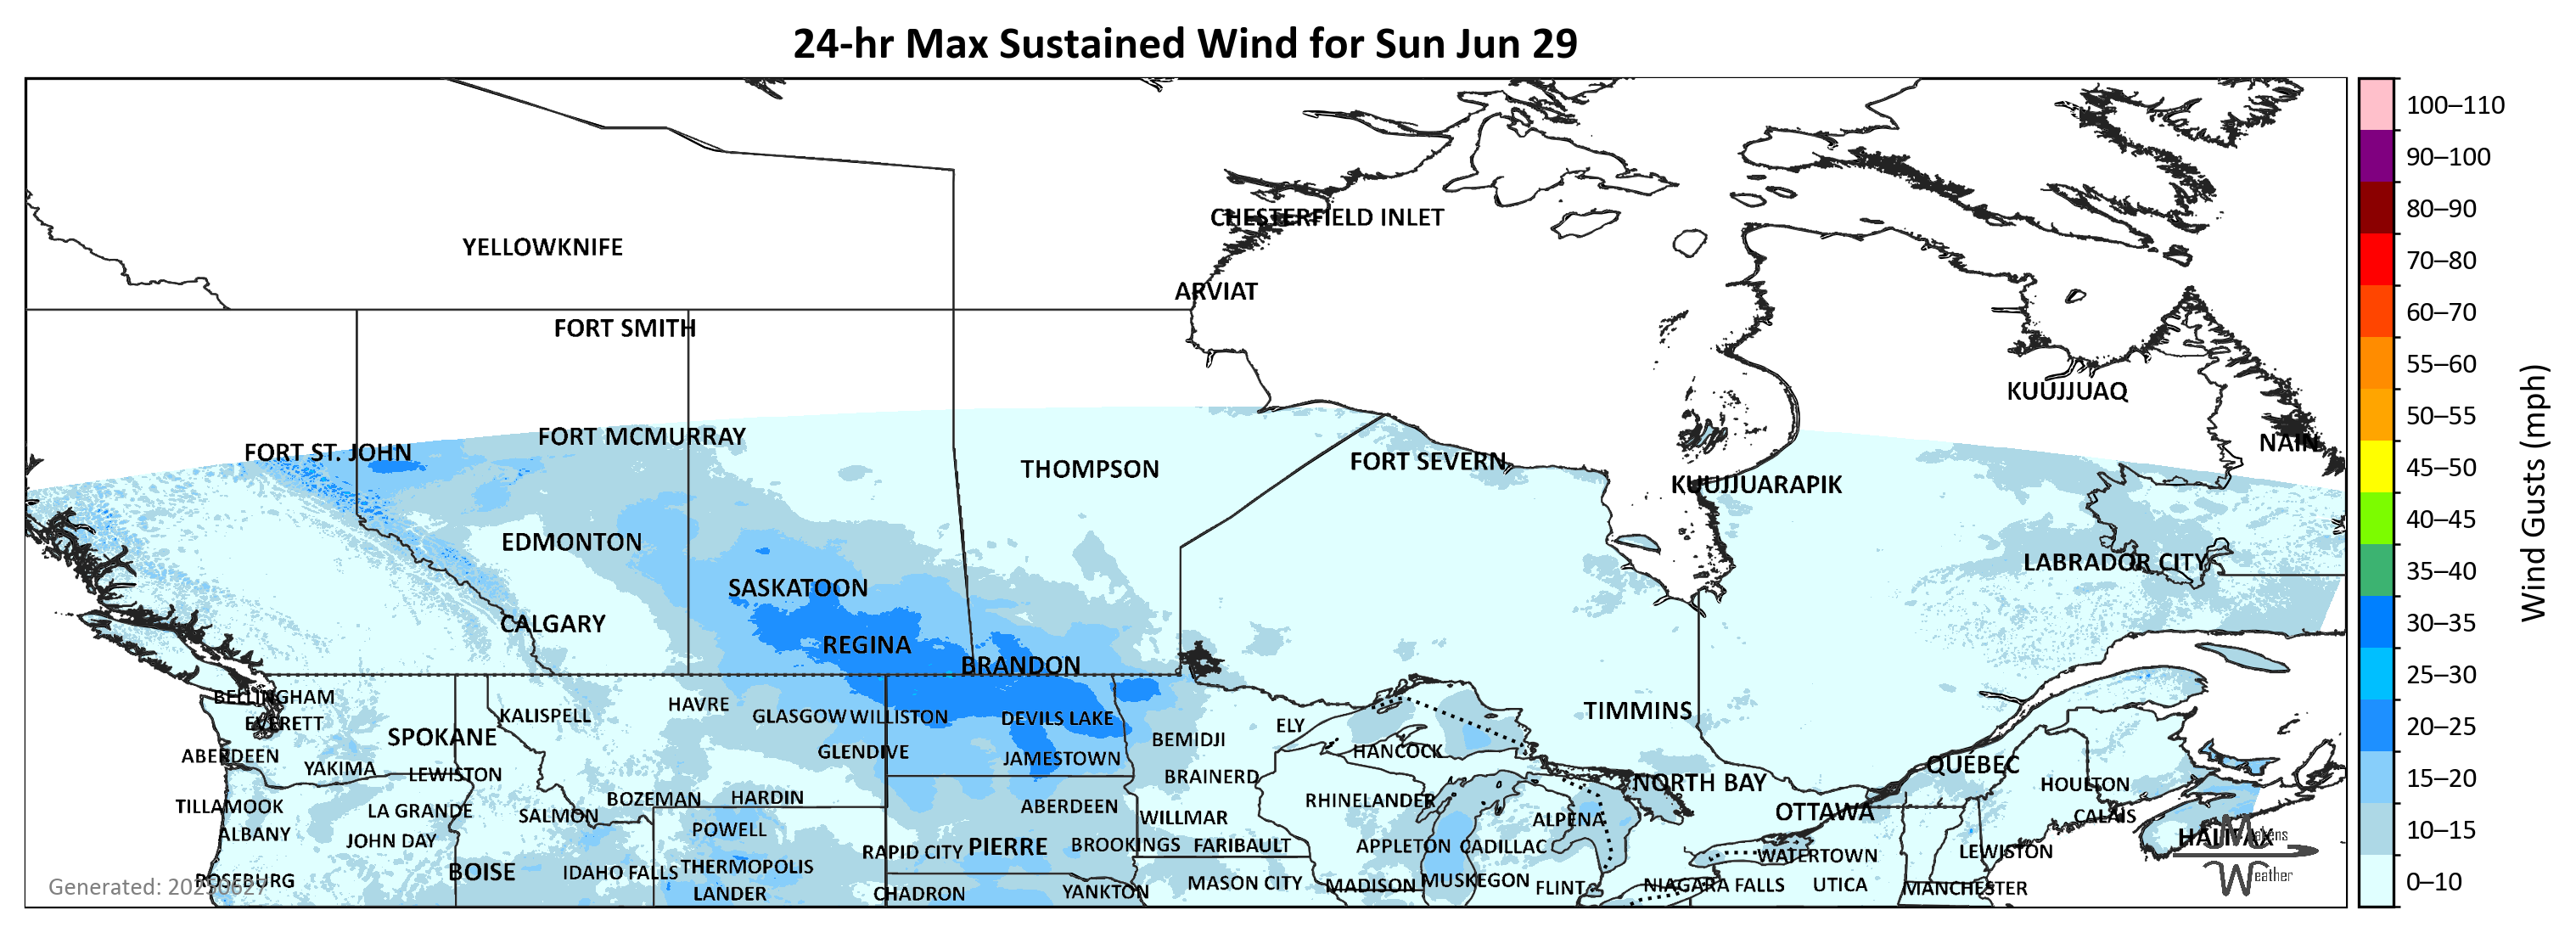 24-hr Max Sustained Wind for Sun Jun 29
100–110
90–100
80–90
70–80
60–70
55–60
50–55
45–50
40–45
35–40
30–35
25–30
20–25
15–20
10–15
0–10
Wind Gusts (mph)
CHESTERFIELD INLET
YELLOWKNIFE
ARVIAT
FORT SMITH
KUUJJUAQ
FORT MCMURRAY
NAIN
FORT ST. JOHN
FORT SEVERN
THOMPSON
KUUJJUARAPIK
EDMONTON
LABRADOR CITY
SASKATOON
CALGARY
REGINA
BRANDON
BELLINGHAM
HAVRE
TIMMINS
KALISPELL
GLASGOW
WILLISTON
DEVILS LAKE
EVERETT
ELY
SPOKANE
BEMIDJI
HANCOCK
GLENDIVE
ABERDEEN
JAMESTOWN
QUEBEC
YAKIMA
LEWISTON
BRAINERD
NORTH BAY
HOULTON
BOZEMAN
HARDIN
RHINELANDER
TILLAMOOK
ABERDEEN
LA GRANDE
OTTAWA
SALMON
CALAIS
WILLMAR
ALPENA
POWELL
ALBANY
HALIFAX
JOHN DAY
BROOKINGS
FARIBAULT
APPLETON
CADILLAC
PIERRE
RAPID CITY
LEWISTON
WATERTOWN
THERMOPOLIS
BOISE
IDAHO FALLS
ROSEBURG
MUSKEGON
MASON CITY
MADISON
NIAGARA FALLS
UTICA
FLINT
MANCHESTER
YANKTON
LANDER
CHADRON
Generated: 20250627
Makens
Weather